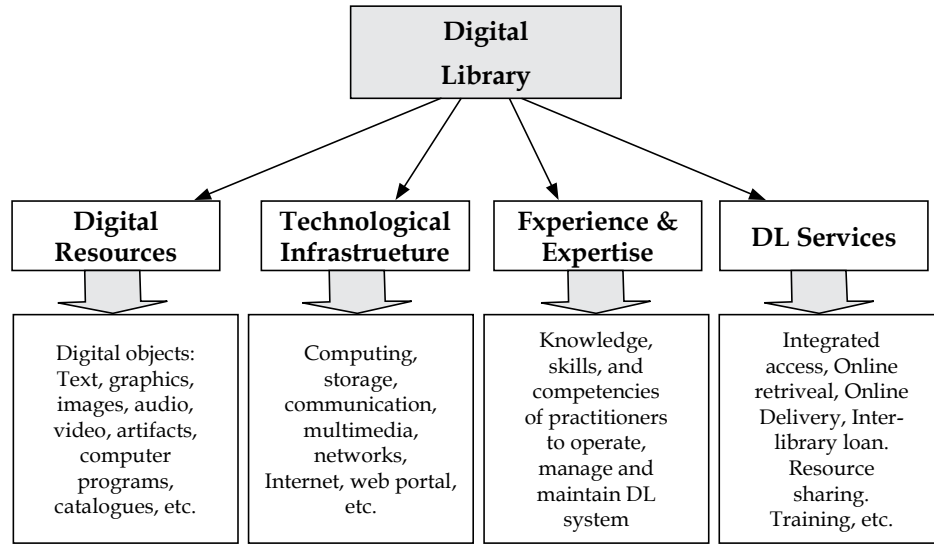 Digital
Library
Digital
Resources
Technological
Infrastrueture
Fxperience &
Expertise
DL Services
Digital objects:
Text, graphics,
images, audio,
video, artifacts,
computer
programs,
catalogues, etc.
Computing,
storage,
communication,
multimedia,
networks,
Internet, web portal,
etc.
Knowledge,
skills, and
competencies
of practitioners
to operate,
manage and
maintain DL
system
Integrated
access, Online
retriveal, Online
Delivery, Inter-
library loan.
Resource
sharing.
Training, etc.